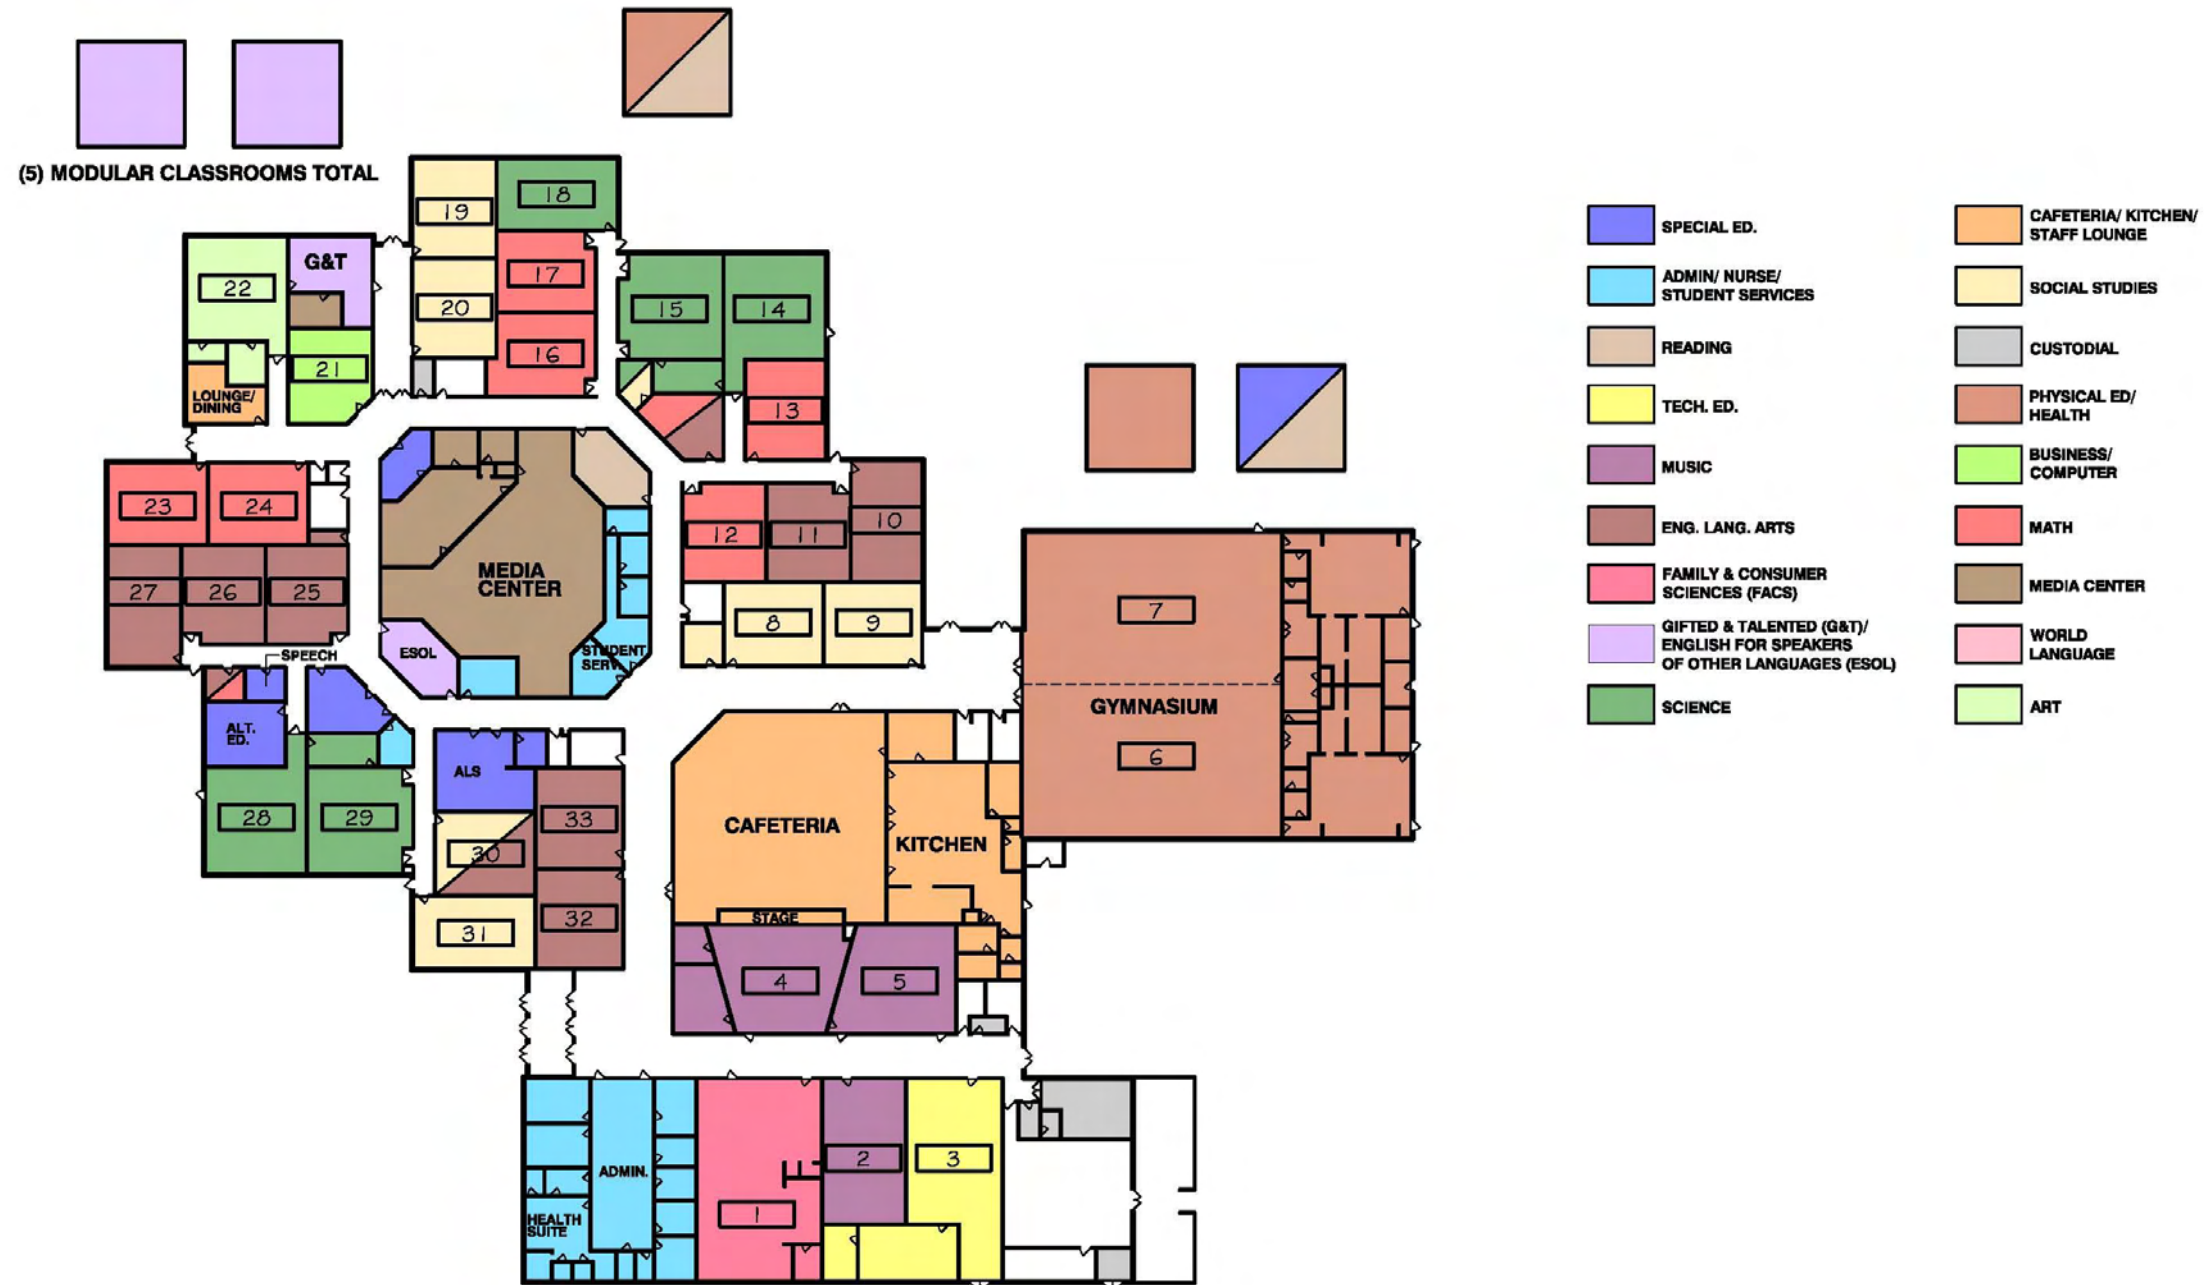 (5) MODULAR CLASSROOMS TOTAL
19
18
17
20
16
22
G&T
21
LOUNGE/
DINING
15
14
13
23
24
27
26
25
SPEECH
MEDIA
CENTER
ESOL
STUDENT
SERV.
12
11
10
8
9
7
GYMNASIUM
6
ALT.
ED.
28
29
ALS
30
31
33
32
CAFETERIA
KITCHEN
STAGE
4
5
ADMIN.
HEALTH
SUITE
1
2
3
SPECIAL ED.
ADMIN/ NURSE/
STUDENT SERVICES
READING
TECH. ED.
MUSIC
ENG. LANG. ARTS
FAMILY & CONSUMER
SCIENCES (FACS)
GIFTED & TALENTED (G&T)/
ENGLISH FOR SPEAKERS
OF OTHER LANGUAGES (ESOL)
SCIENCE
CAFETERIA/ KITCHEN/
STAFF LOUNGE
SOCIAL STUDIES
CUSTODIAL
PHYSICAL ED/
HEALTH
BUSINESS/
COMPUTER
MATH
MEDIA CENTER
WORLD
LANGUAGE
ART